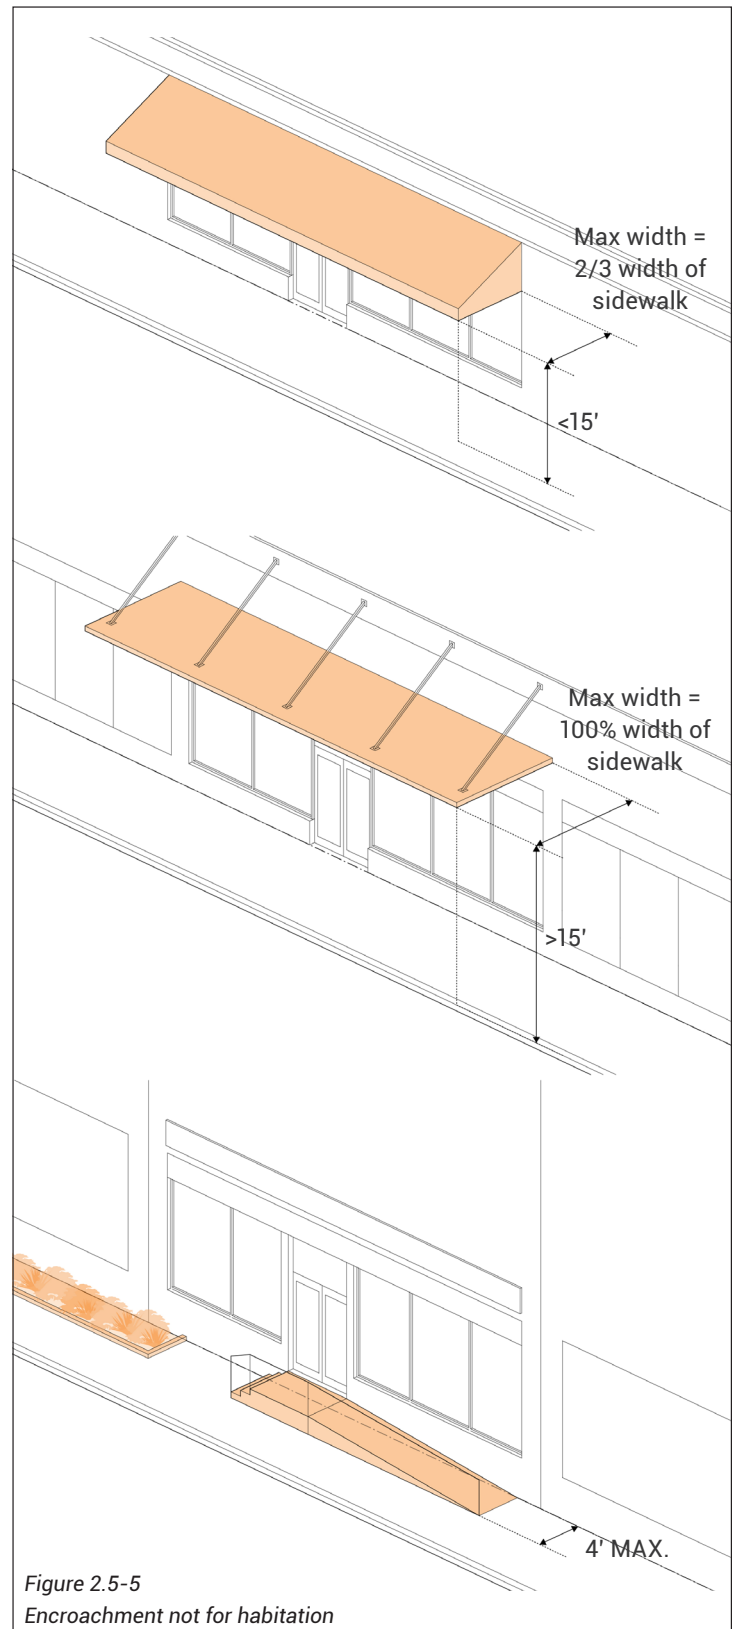 Max width =
2/3 width of
sidewalk
<15'
Max width =
100% width of
sidewalk
>15'
4' MAX.
Figure 2.5-5
Encroachment not for habitation